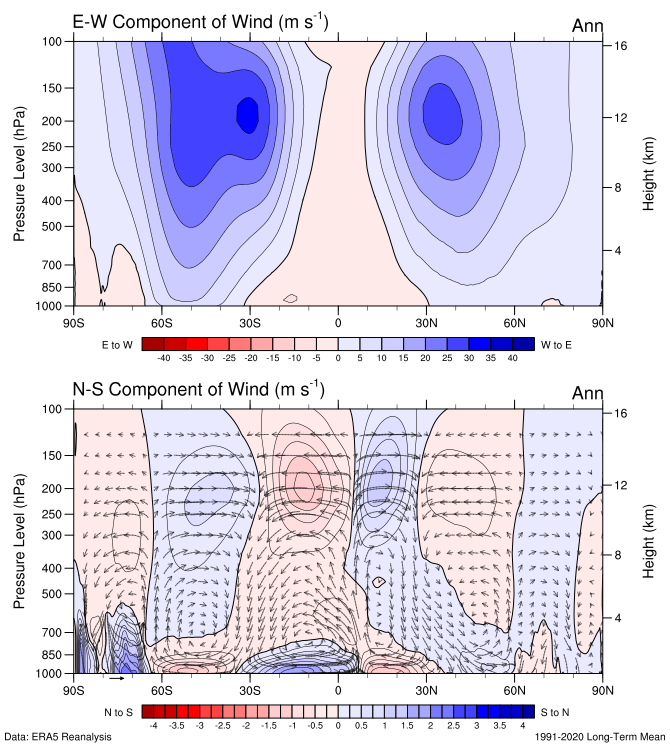 E-W Component of Wind (m s⁻¹) Ann
Pressure Level (hPa)
100
150
200
250
300
400
500
700
850
1000
16
12
8
4
Height (km)
90S 60S 30S 0 30N 60N 90N
E to W W to E
-40 -35 -30 -25 -20 -15 -10 -5 0 5 10 15 20 25 30 35 40
N-S Component of Wind (m s⁻¹) Ann
Pressure Level (hPa)
100
150
200
250
300
400
500
700
850
1000
16
12
8
4
Height (km)
90S 60S 30S 0 30N 60N 90N
N to S S to N
-4 -3.5 -3 -2.5 -2 -1.5 -1 -0.5 0 0.5 1 1.5 2 2.5 3 3.5 4
Data: ERA5 Reanalysis 1991-2020 Long-Term Mean